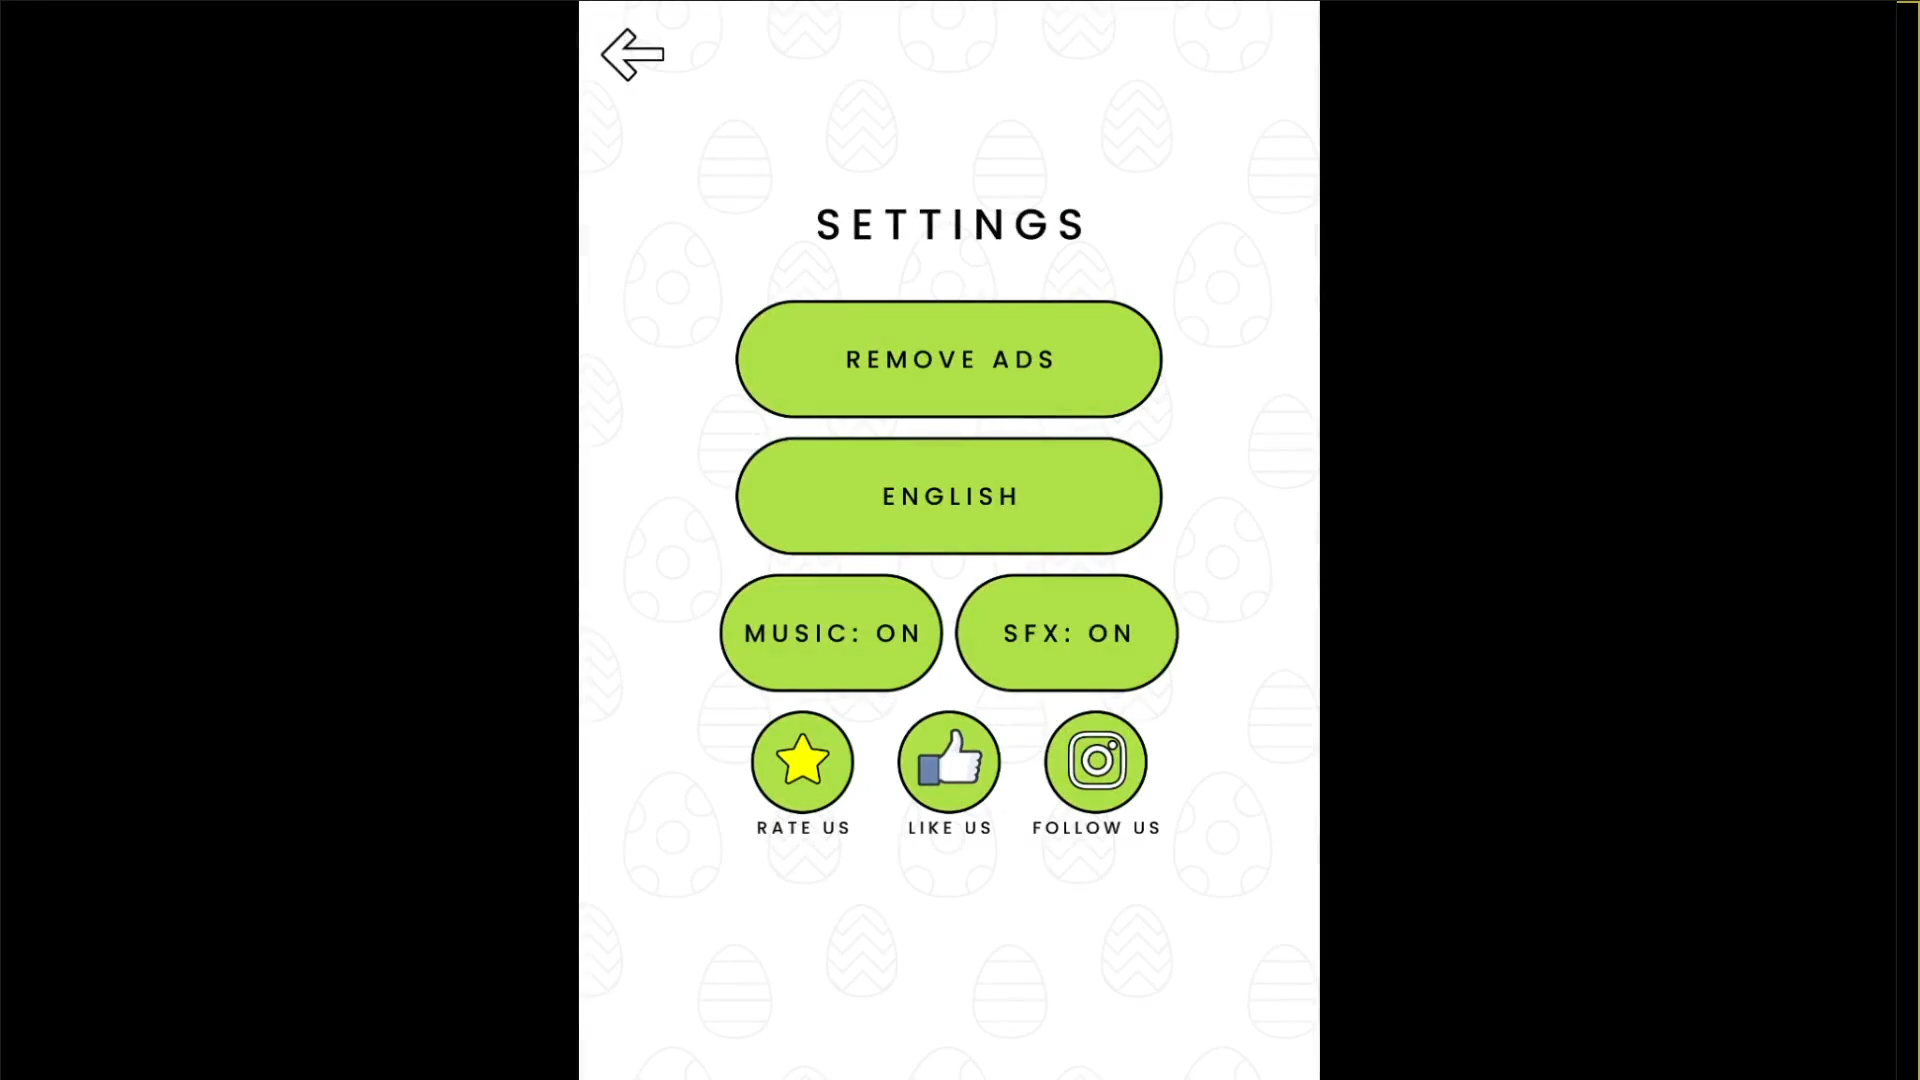 SETTINGS
REMOVE ADS
ENGLISH
MUSIC: ON
SFX: ON
RATE US
LIKE US
FOLLOW US